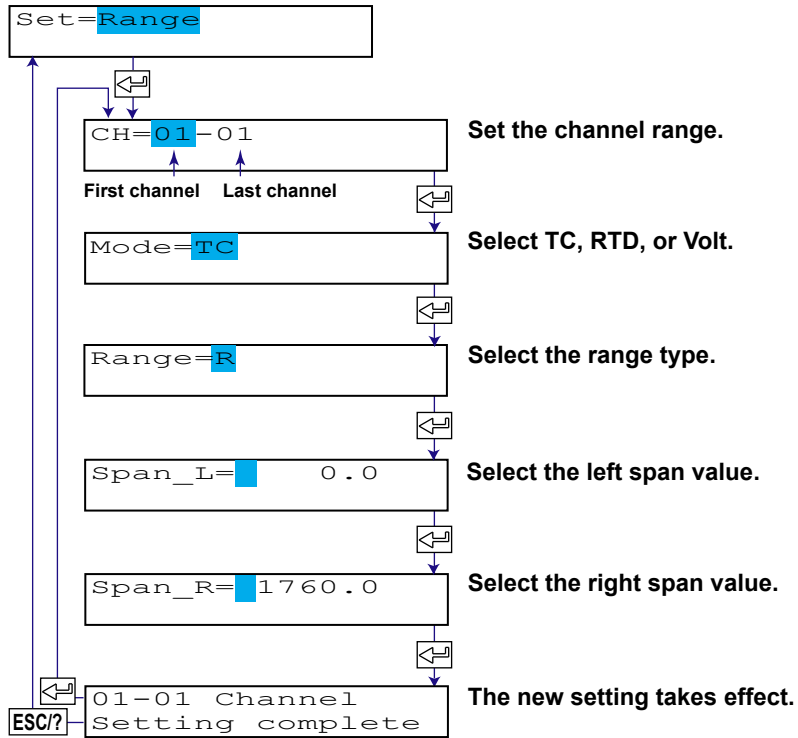 Set=Range
CH=01-01
Set the channel range.
First channel Last channel
Mode=TC
Select TC, RTD, or Volt.
Range=R
Select the range type.
Span_L= 0.0
Select the left span value.
Span_R= 1760.0
Select the right span value.
01-01 Channel
Setting complete
The new setting takes effect.
ESC/?